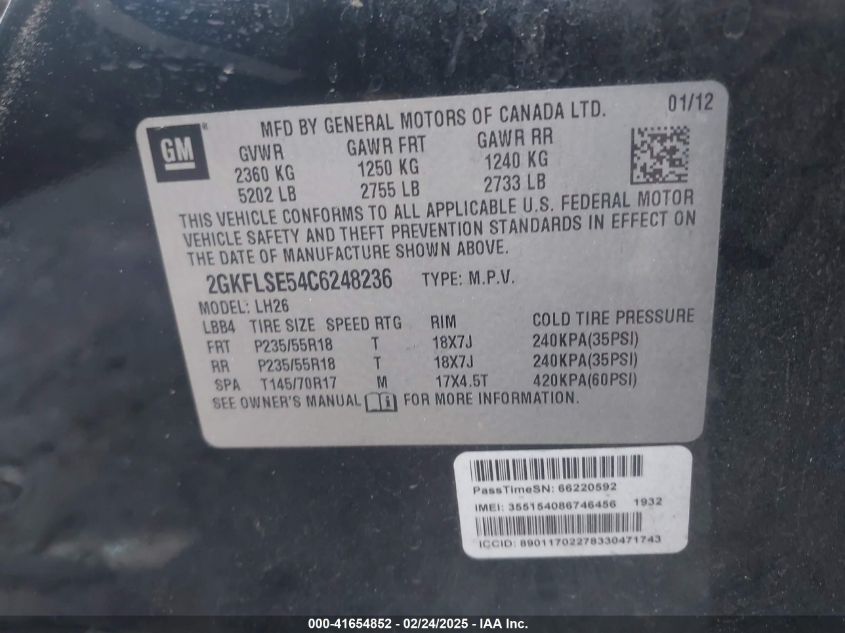 GM
MFD BY GENERAL MOTORS OF CANADA LTD. 01/12
GVWR GAWR FRT GAWR RR
2360 KG 1250 KG 1240 KG
5202 LB 2755 LB 2733 LB
THIS VEHICLE CONFORMS TO ALL APPLICABLE U.S. FEDERAL MOTOR
VEHICLE SAFETY AND THEFT PREVENTION STANDARDS IN EFFECT ON
THE DATE OF MANUFACTURE SHOWN ABOVE.
2GKFLSE54C6248236 TYPE: M.P.V.
MODEL: LH26
LBB4 TIRE SIZE SPEED RTG RIM COLD TIRE PRESSURE
FRT P235/55R18 T 18X7J 240KPA(35PSI)
RR P235/55R18 T 18X7J 240KPA(35PSI)
SPA T145/70R17 M 17X4.5T 420KPA(60PSI)
SEE OWNER'S MANUAL FOR MORE INFORMATION.
PassTimeSN: 66220592
IMEI: 355154086746456 1932
ICCID: 89011702278330471743
000-41654852 - 02/24/2025 - IAA Inc.